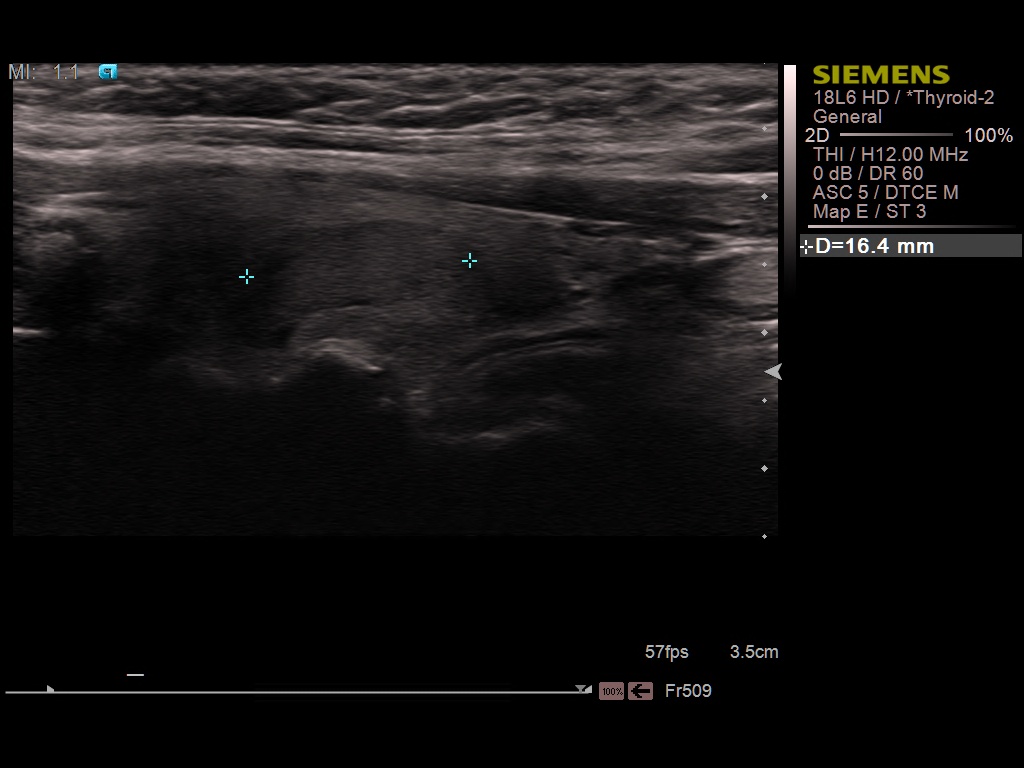 MI: 1.1
SIEMENS
18L6 HD / *Thyroid-2
General
2D 100%
THI / H12.00 MHz
0 dB / DR 60
ASC 5 / DTCE M
Map E / ST 3
D=16.4 mm
57fps 3.5cm
100% Fr509